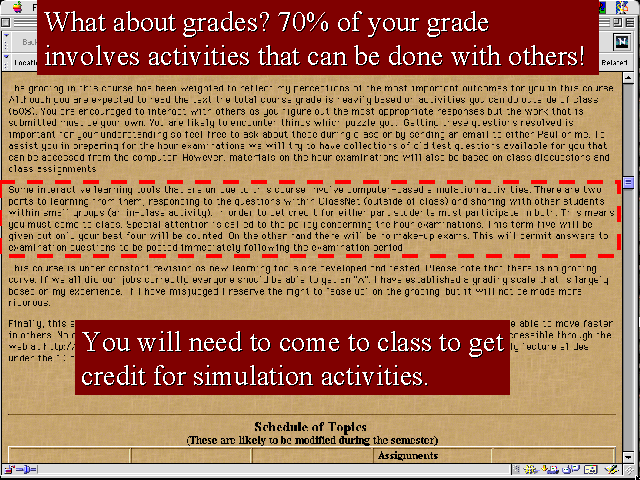 What about grades? 70% of your grade
involves activities that can be done with others!
Back
Locatio
Related
The grading in this course has been weighted to reflect my perceptions of the most important outcomes for you in this course.
Although you are expected to read the text the total course grade is heavily based on activities you can do outside of class
(60%). You are encouraged to interact with others as you figure out the most appropriate responses but the work that is
submitted must be your own. You are likely to encounter things which puzzle you. Getting these questions resolved is
important for your understanding so feel free to ask about these during class or by sending an email to either Paul or me. To
assist you in preparing for the hour examinations we will try to have collections of old test questions available for you that
can be accessed from the computer. However, materials on the hour examinations will also be based on class discussions and
class assignments.
Some interactive learning tools that are unique to this course involve computer-based simulation activities. There are two
parts to learning from them, responding to the questions within ClassNet (outside of class) and sharing with other students
within small groups (an in-class activity). In order to get credit for either part students must participate in both. This means
you must come to class. Special attention is called to the policy concerning the hour examinations. This term five will be
given but only your best four will be counted. On the other hand there will be no make-up exams. This will permit answers to
examination questions to be posted immediately following the examination period.
This course is under constant revision as new learning tools are developed and tested. Please note that there is no grading
curve. If we all did our jobs correctly everyone should be able to get an "A". I have established a grading scale that is largely
based on my experience. If I have misjudged I reserve the right to "ease up" on the grading but it will not be made more
rigorous.
Finally, this s
be able to move faster
in others. No c
cessible through the
web at http:/
ly lecture slides
under the
You will need to come to class to get
credit for simulation activities.
Schedule of Topics
(These are likely to be modified during the semester)
Assignments